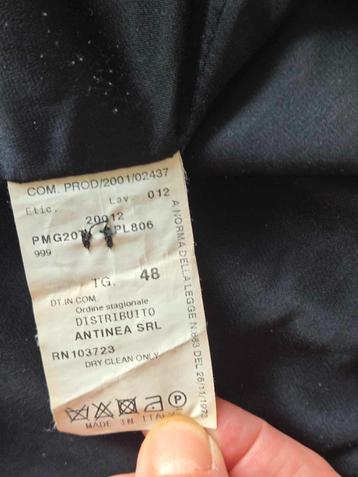 COM. PROD/2001/02437
Etic. Lav. 012
20012
PMG207 PL806
999
TG. 48
DT.IN.COM
Ordine stagionale
DISTRIBUITO
ANTINEA SRL
RN103723
DRY CLEAN ONLY
P
MADE IN ITALY
A NORMA DELLA LEGGE N.883 DEL 26/11/1973